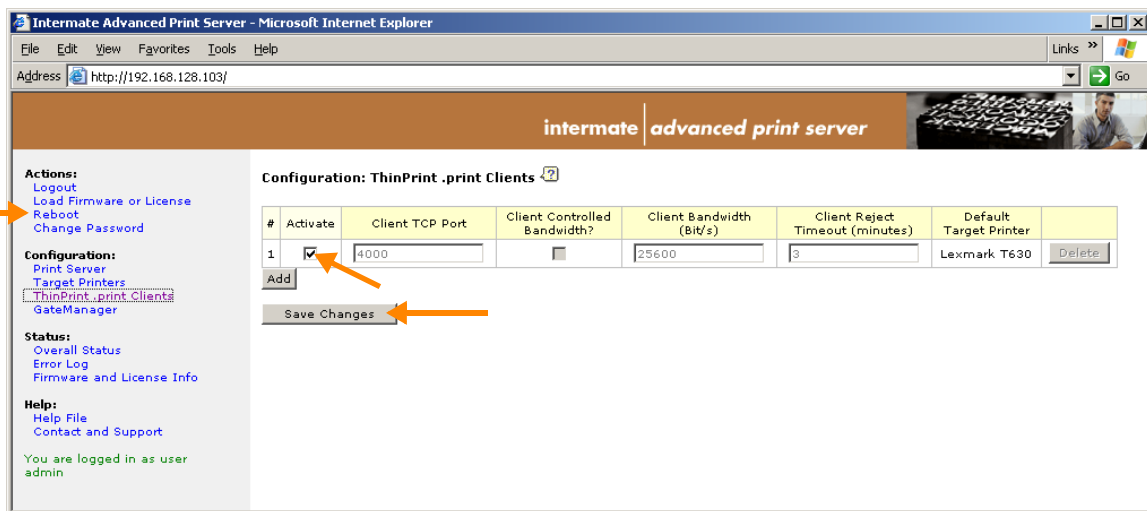 Intermate Advanced Print Server - Microsoft Internet Explorer
File Edit View Favorites Tools Help
Links »
Address http://192.168.128.103/
Go
intermate advanced print server
Actions:
Logout
Load Firmware or License
Reboot
Change Password
Configuration:
Print Server
Target Printers
ThinPrint .print Clients
GateManager
Status:
Overall Status
Error Log
Firmware and License Info
Help:
Help File
Contact and Support
You are logged in as user
admin
Configuration: ThinPrint .print Clients ?
# Activate Client TCP Port Client Controlled Bandwidth? Client Bandwidth (Bit/s) Client Reject Timeout (minutes) Default Target Printer
1 4000 25600 3 Lexmark T630 Delete
Add
Save Changes